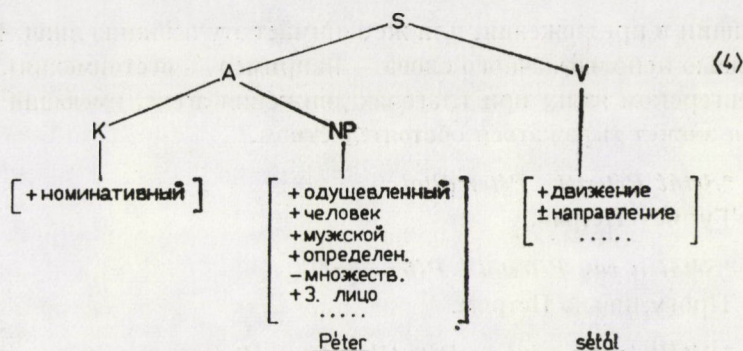 S
A V (4)
K NP
[+номинативный]
+одушевленный
+человек
+мужской
+определен.
−множеств.
+3. лицо
.....
+движение
±направление
.....
Péter sétál